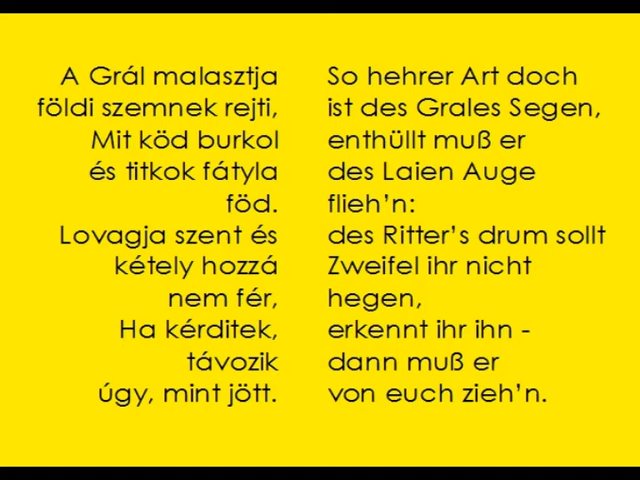 A Grál malasztja
földi szemnek rejti,
Mit köd burkol
és titkok fátyla
föd.
Lovagja szent és
kétely hozzá
nem fér,
Ha kérditek,
távozik
úgy, mint jött.
So hehrer Art doch
ist des Grales Segen,
enthüllt muß er
des Laien Auge
flieh’n:
des Ritter’s drum sollt
Zweifel ihr nicht
hegen,
erkennt ihr ihn -
dann muß er
von euch zieh’n.